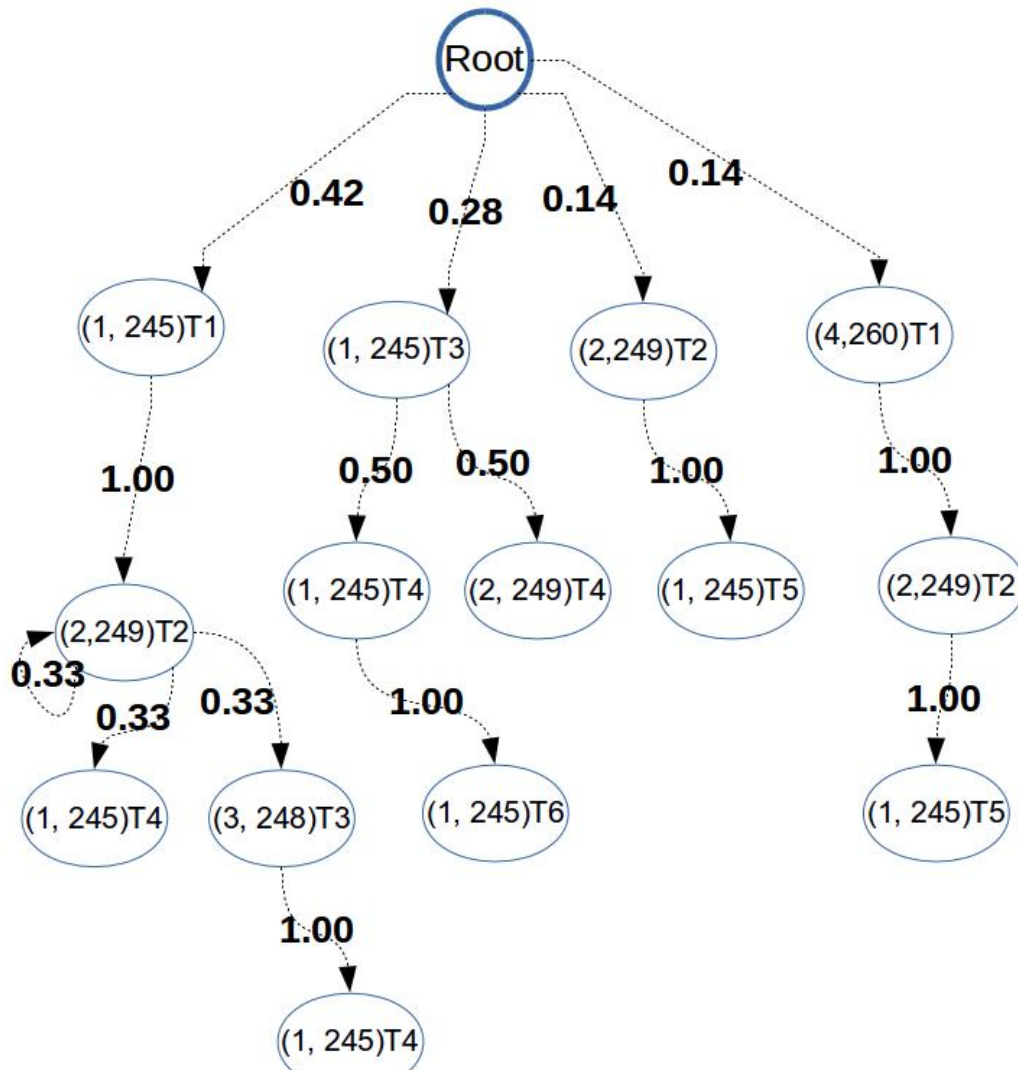 Root
0.42
0.28
0.14
0.14
(1, 245)T1
(1, 245)T3
(2,249)T2
(4,260)T1
1.00
0.50
0.50
1.00
1.00
(2,249)T2
(1, 245)T4
(2, 249)T4
(1, 245)T5
(2,249)T2
0.33
0.33
0.33
1.00
1.00
(1, 245)T4
(3, 248)T3
(1, 245)T6
(1, 245)T5
1.00
(1, 245)T4